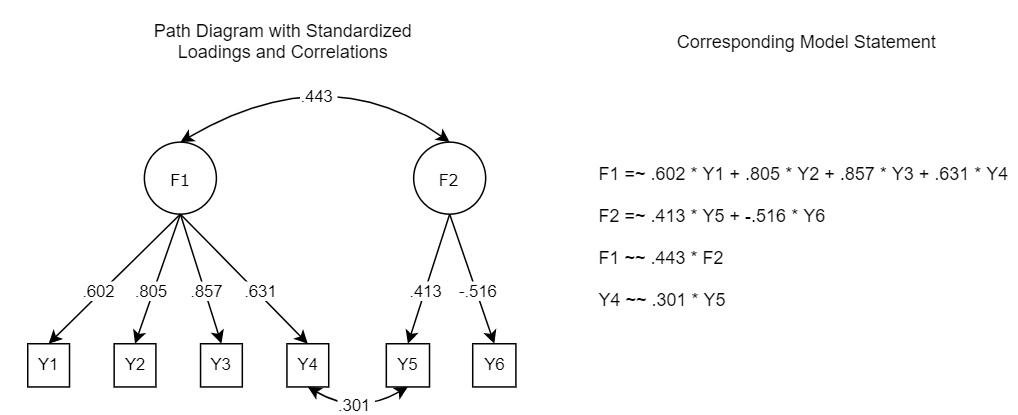 Path Diagram with Standardized
Loadings and Correlations
Corresponding Model Statement
.443
F1
F2
F1 =~ .602 * Y1 + .805 * Y2 + .857 * Y3 + .631 * Y4
F2 =~ .413 * Y5 + -.516 * Y6
F1 ~~ .443 * F2
Y4 ~~ .301 * Y5
.602 .805 .857 .631 .413 -.516
Y1 Y2 Y3 Y4 Y5 Y6
.301